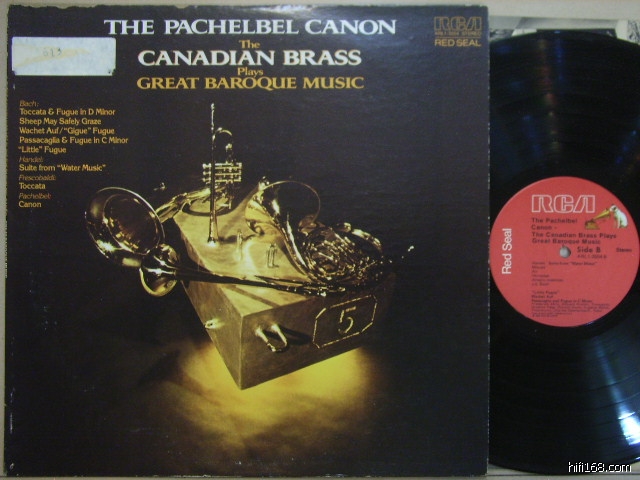 THE PACHELBEL CANON
The
CANADIAN BRASS
Plays
GREAT BAROQUE MUSIC
RCA
STEREO
RED SEAL
613
Bach:
Toccata & Fugue in D Minor
Sheep May Safely Graze
Wachet Auf/"Gigue" Fugue
Passacaglia & Fugue in C Minor
"Little" Fugue
Handel:
Suite from "Water Music"
Frescobaldi:
Toccata
Pachelbel:
Canon
5
RCA
Red Seal
The Pachelbel
Canon –
The Canadian Brass Plays
Great Baroque Music
Side B
Stereo
hifi168.com